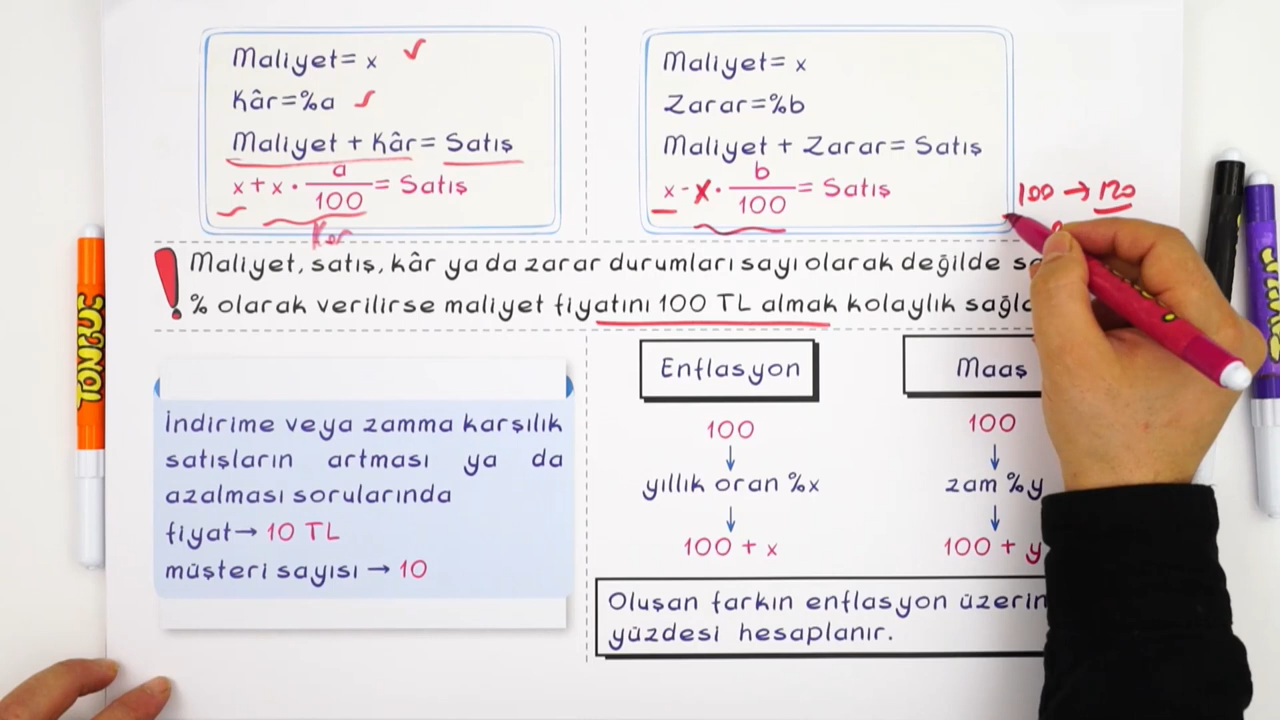 Maliyet= x
Kâr=%a
Maliyet + Kâr= Satış
x + x · a/100 = Satış
Kar
Maliyet= x
Zarar=%b
Maliyet + Zarar= Satış
x - x · b/100 = Satış
100 → 120
! Maliyet, satış, kâr ya da zarar durumları sayı olarak değilde
% olarak verilirse maliyet fiyatını 100 TL almak kolaylık
İndirime veya zamma karşılık
satışların artması ya da
azalması sorularında
fiyat→ 10 TL
müşteri sayısı → 10
Enflasyon
100
↓
yıllık oran %x
↓
100 + x
Maaş
100
↓
zam %y
↓
100 + y
Oluşan farkın enflasyon
yüzdesi hesaplanır.
TONGUÇ